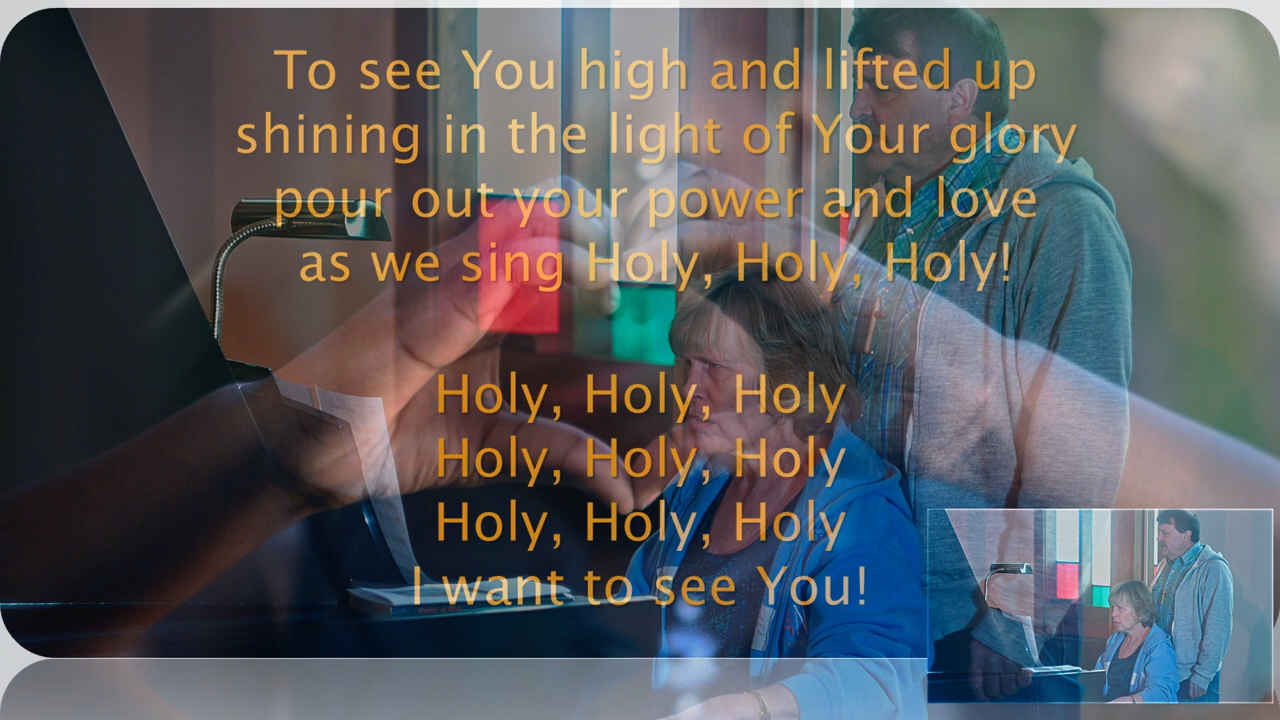 To see You high and lifted up
shining in the light of Your glory
pour out your power and love
as we sing Holy, Holy, Holy!
Holy, Holy, Holy
Holy, Holy, Holy
Holy, Holy, Holy
I want to see You!